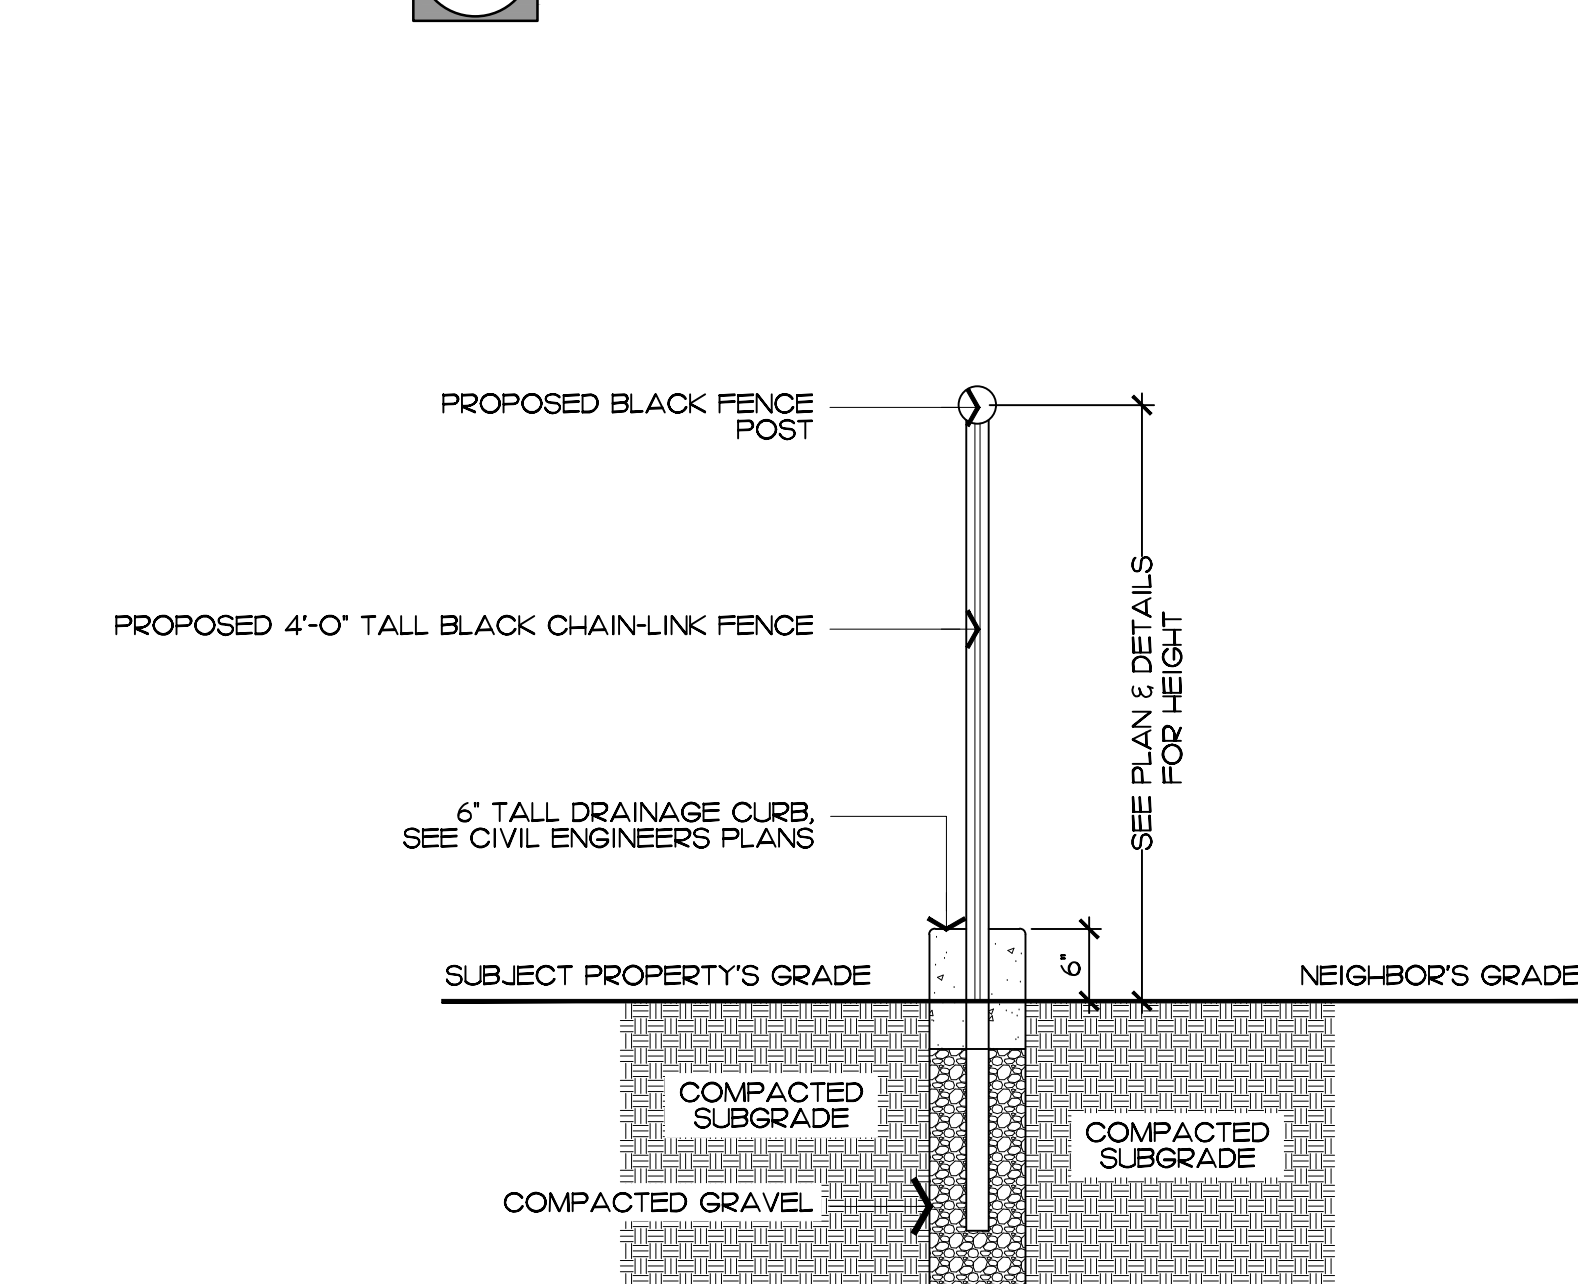 PROPOSED BLACK FENCE
POST
PROPOSED 4'-0" TALL BLACK CHAIN-LINK FENCE
SEE PLAN & DETAILS
FOR HEIGHT
6" TALL DRAINAGE CURB,
SEE CIVIL ENGINEERS PLANS
6"
SUBJECT PROPERTY'S GRADE
NEIGHBOR'S GRADE
COMPACTED
SUBGRADE
COMPACTED
SUBGRADE
COMPACTED GRAVEL